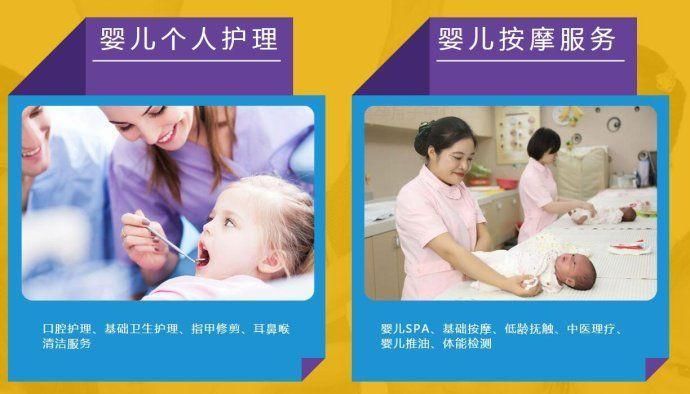 婴儿个人护理
婴儿按摩服务
口腔护理、基础卫生护理、指甲修剪、耳鼻喉
清洁服务
婴儿SPA、基础按摩、低龄抚触、中医理疗、
婴儿推油、体能检测